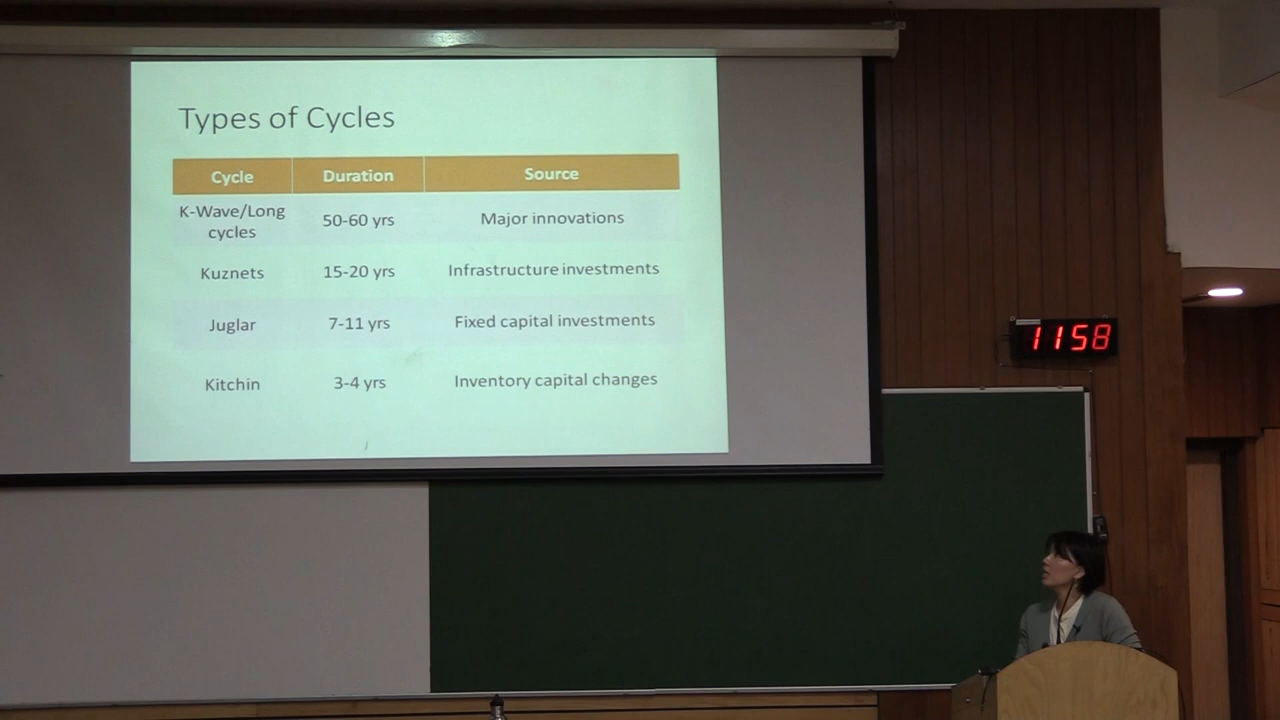 Types of Cycles
Cycle Duration Source
K-Wave/Long cycles 50-60 yrs Major innovations
Kuznets 15-20 yrs Infrastructure investments
Juglar 7-11 yrs Fixed capital investments
Kitchin 3-4 yrs Inventory capital changes
1158